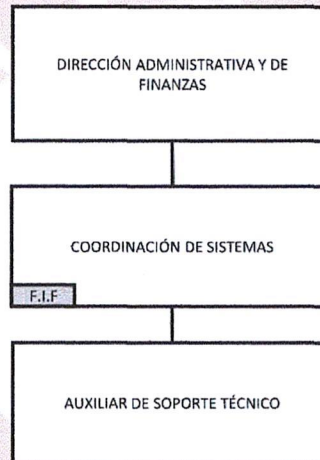 DIRECCIÓN ADMINISTRATIVA Y DE
FINANZAS
COORDINACIÓN DE SISTEMAS
F.I.F
AUXILIAR DE SOPORTE TÉCNICO